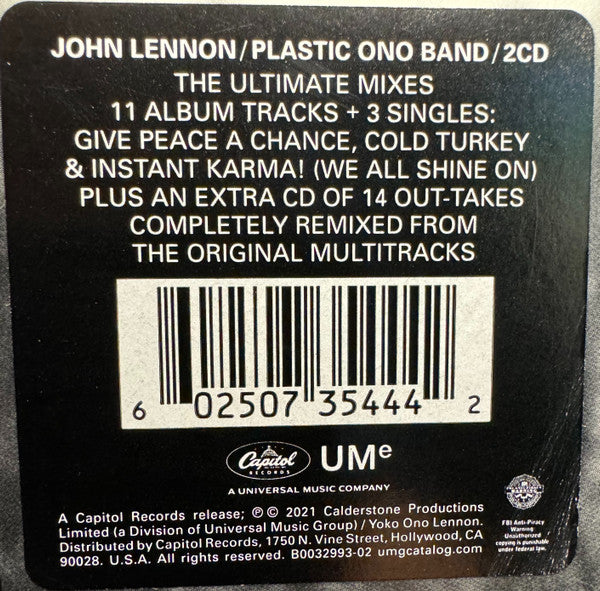 JOHN LENNON/PLASTIC ONO BAND/2CD
THE ULTIMATE MIXES
11 ALBUM TRACKS + 3 SINGLES:
GIVE PEACE A CHANCE, COLD TURKEY
& INSTANT KARMA! (WE ALL SHINE ON)
PLUS AN EXTRA CD OF 14 OUT-TAKES
COMPLETELY REMIXED FROM
THE ORIGINAL MULTITRACKS
6 02507 35444 2
Capitol
RECORDS
UMe
A UNIVERSAL MUSIC COMPANY
A Capitol Records release; ℗ © 2021 Calderstone Productions
Limited (a Division of Universal Music Group) / Yoko Ono Lennon.
Distributed by Capitol Records, 1750 N. Vine Street, Hollywood, CA
90028. U.S.A. All rights reserved. B0032993-02 umgcatalog.com
FBI Anti-Piracy
Warning
Unauthorized
copying is punishable
under federal law.